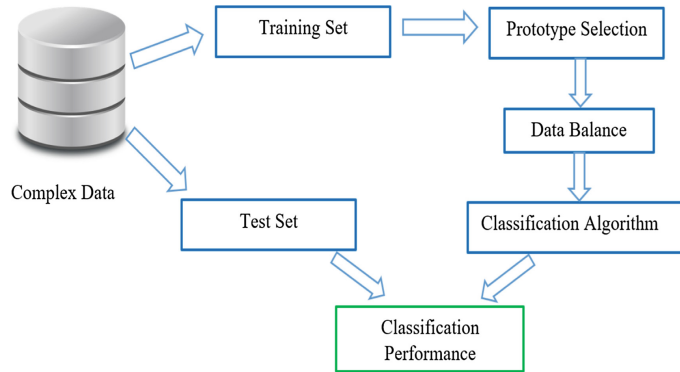 Training Set
Prototype Selection
Data Balance
Complex Data
Test Set
Classification Algorithm
Classification
Performance